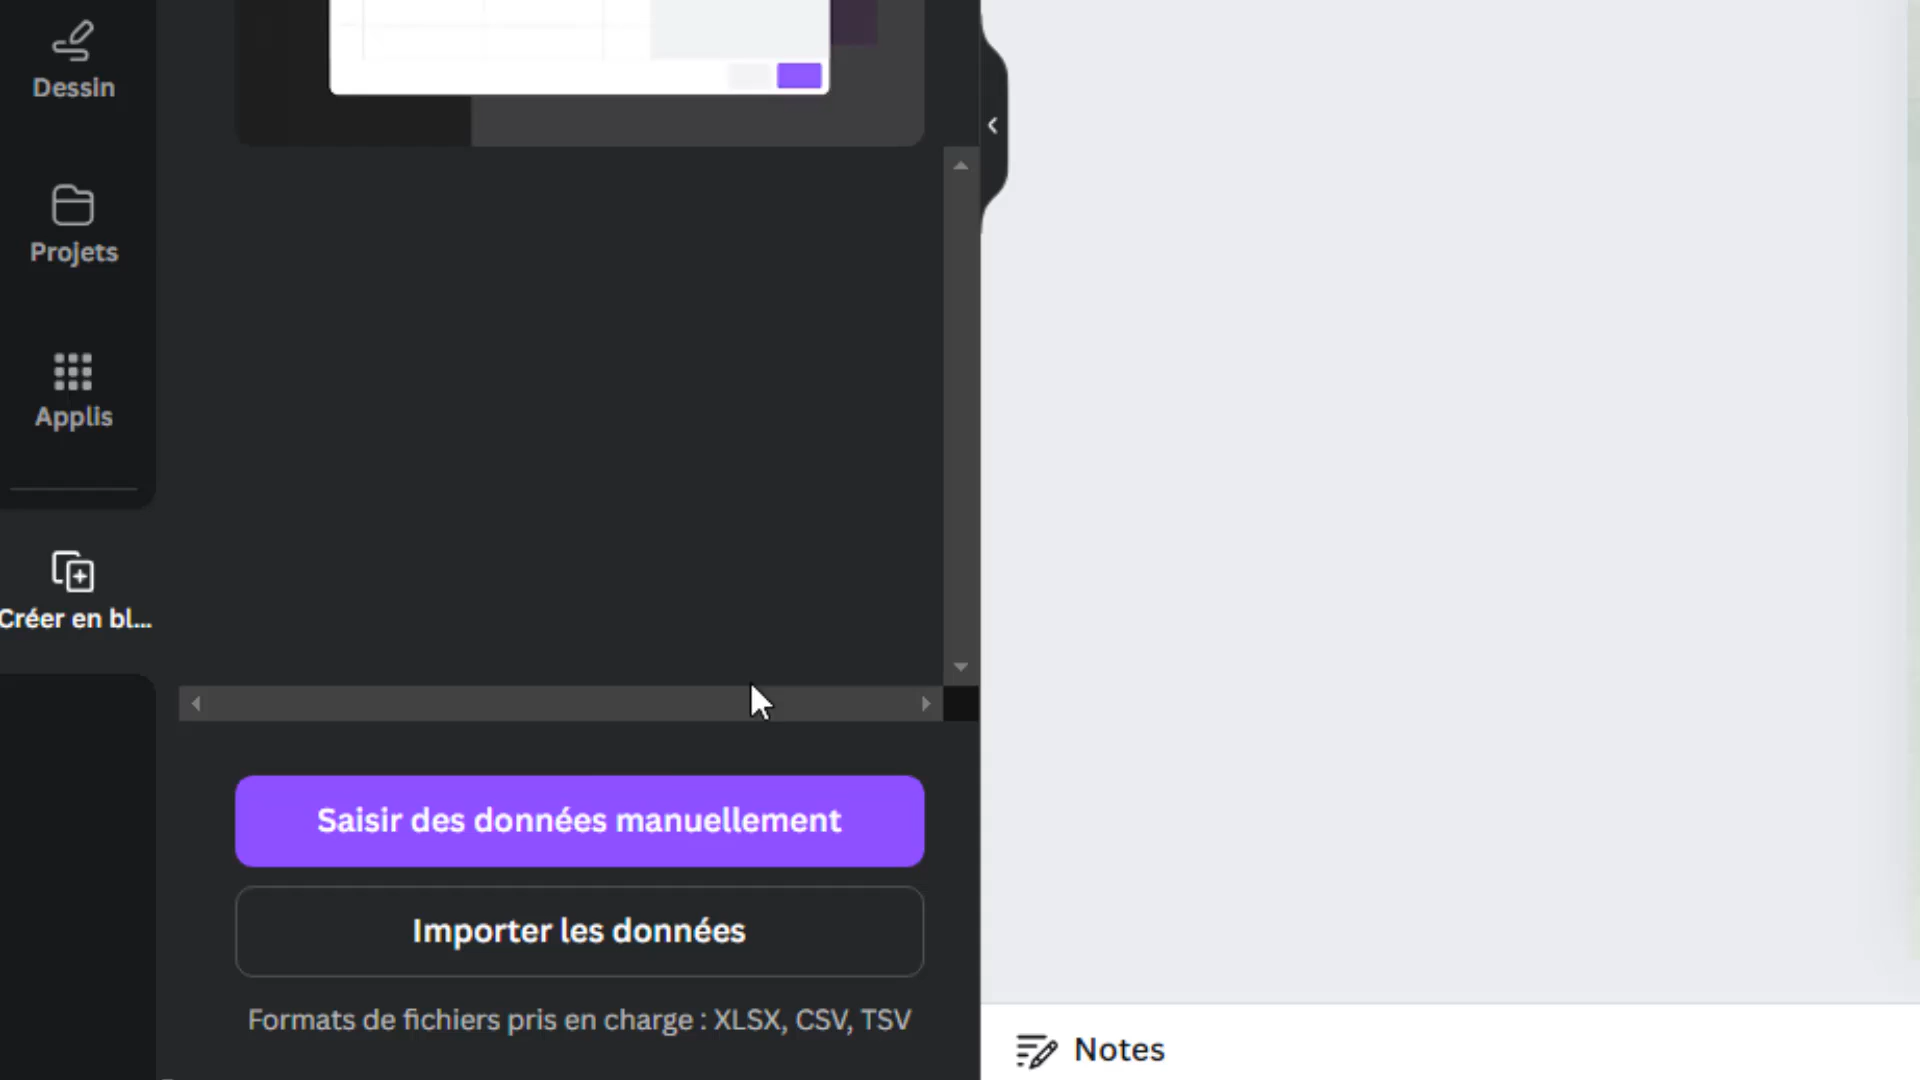 Dessin
Projets
Applis
Créer en bl...
Saisir des données manuellement
Importer les données
Formats de fichiers pris en charge : XLSX, CSV, TSV
Notes